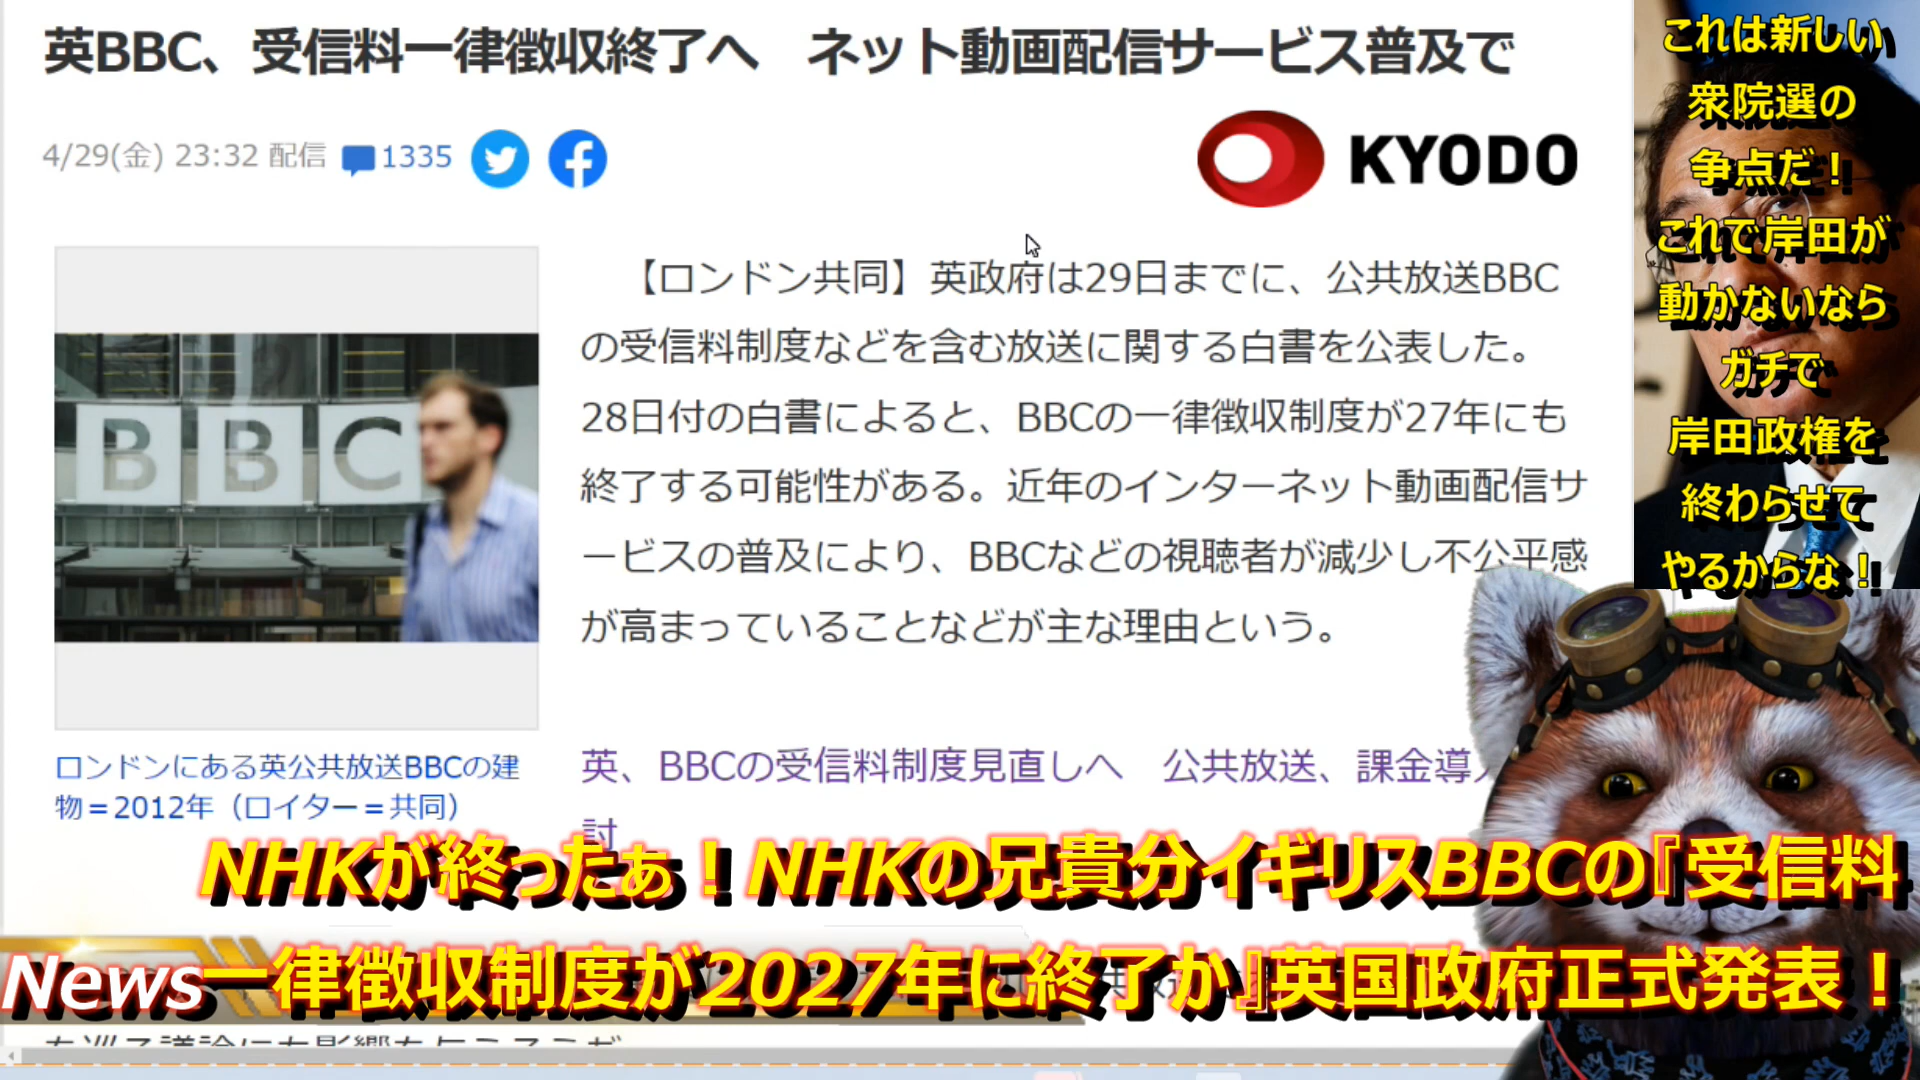 英BBC、受信料一律徴収終了へ　ネット動画配信サービス普及で
4/29(金) 23:32 配信 1335
KYODO
【ロンドン共同】英政府は29日までに、公共放送BBC
の受信料制度などを含む放送に関する白書を公表した。
28日付の白書によると、BBCの一律徴収制度が27年にも
終了する可能性がある。近年のインターネット動画配信サ
ービスの普及により、BBCなどの視聴者が減少し不公平感
が高まっていることなどが主な理由という。
BBC
ロンドンにある英公共放送BBCの建
物＝2012年（ロイター＝共同）
英、BBCの受信料制度見直しへ　公共放送、課金導
討
これは新しい
衆院選の
争点だ！
これで岸田が
動かないなら
ガチで
岸田政権を
終わらせて
やるからな！
NHKが終ったぁ！NHKの兄貴分イギリスBBCの『受信料
News
一律徴収制度が2027年に終了か』英国政府正式発表！